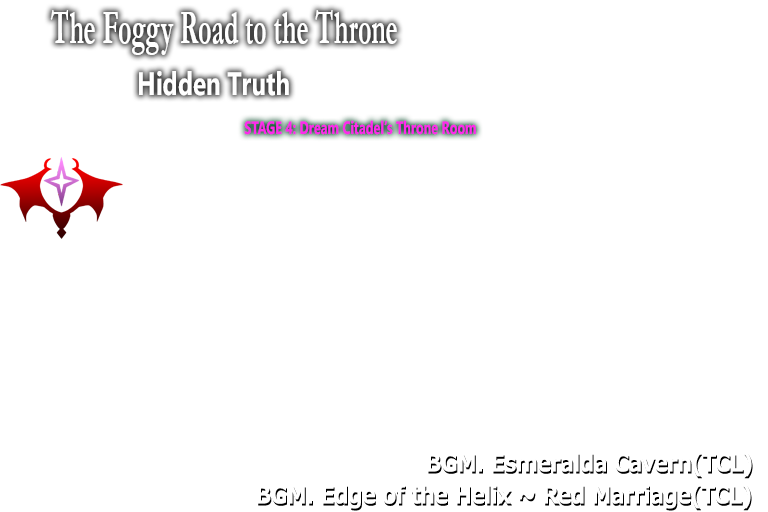 The Foggy Road to the Throne
Hidden Truth
STAGE 4: Dream Citadel's Throne Room
BGM. Esmeralda Cavern(TCL)
BGM. Edge of the Helix ~ Red Marriage(TCL)